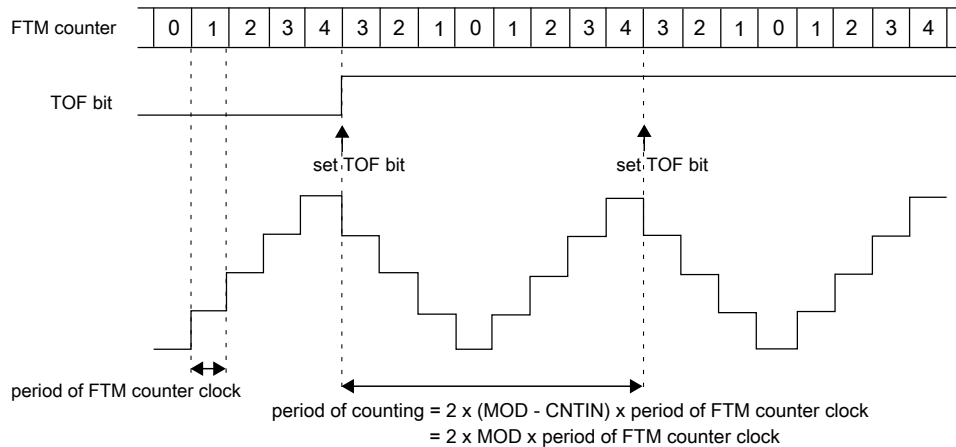 FTM counter 0 1 2 3 4 3 2 1 0 1 2 3 4 3 2 1 0 1 2 3 4
TOF bit
set TOF bit set TOF bit
period of FTM counter clock
period of counting = 2 x (MOD - CNTIN) x period of FTM counter clock
= 2 x MOD x period of FTM counter clock